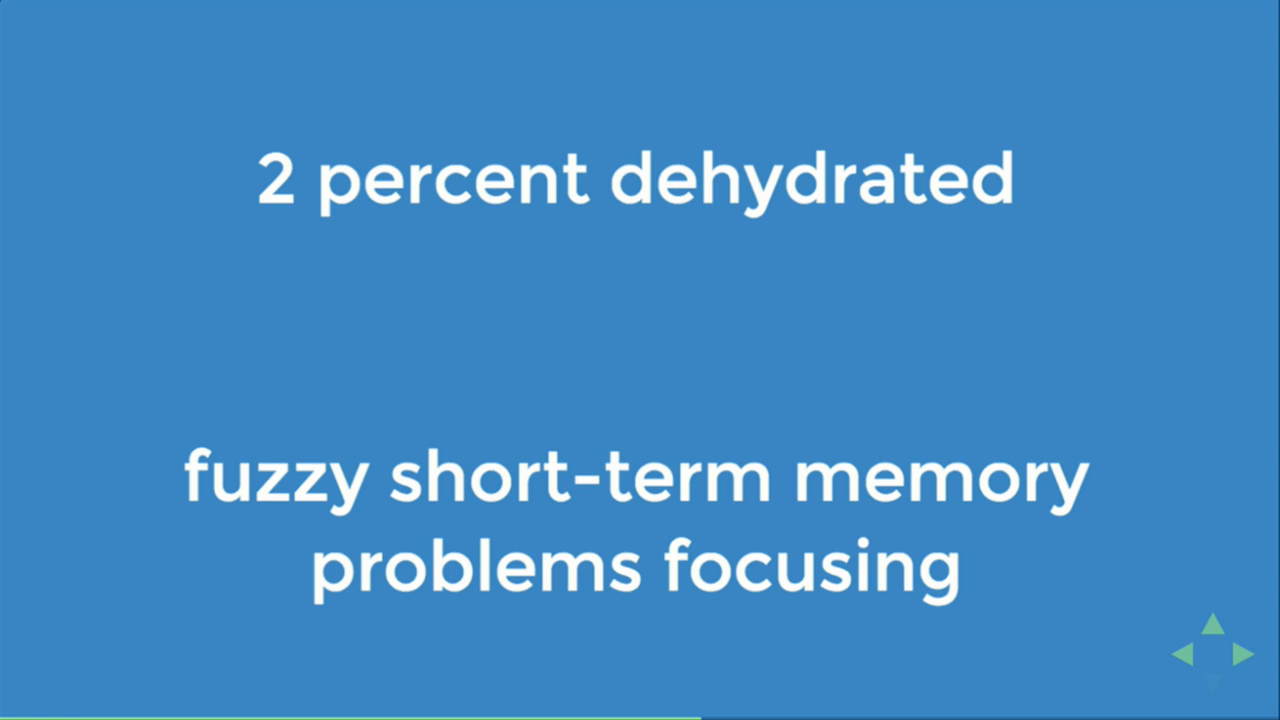 2 percent dehydrated
fuzzy short-term memory
problems focusing